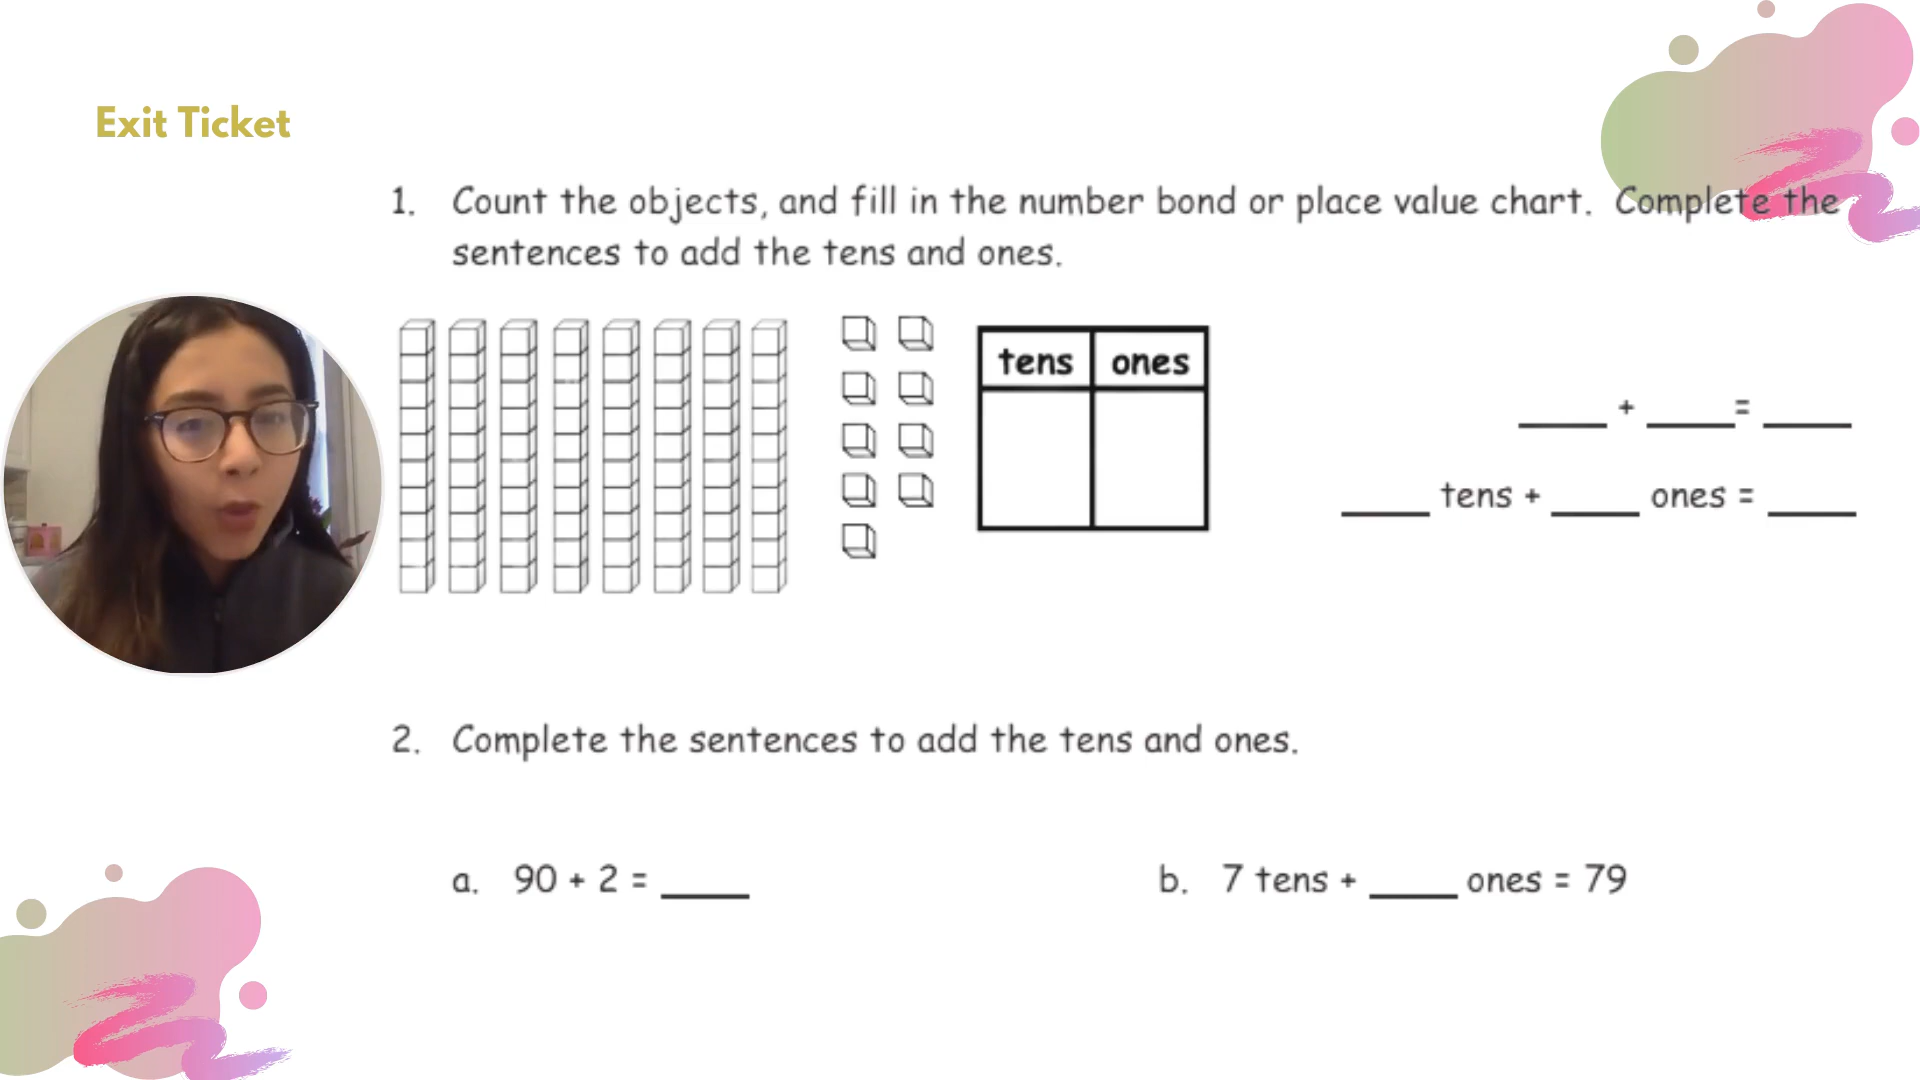 Exit Ticket
1. Count the objects, and fill in the number bond or place value chart. Complete the
sentences to add the tens and ones.
tens ones
____ + ____ = ____
____ tens + ____ ones = ____
2. Complete the sentences to add the tens and ones.
a. 90 + 2 = ____
b. 7 tens + ____ ones = 79